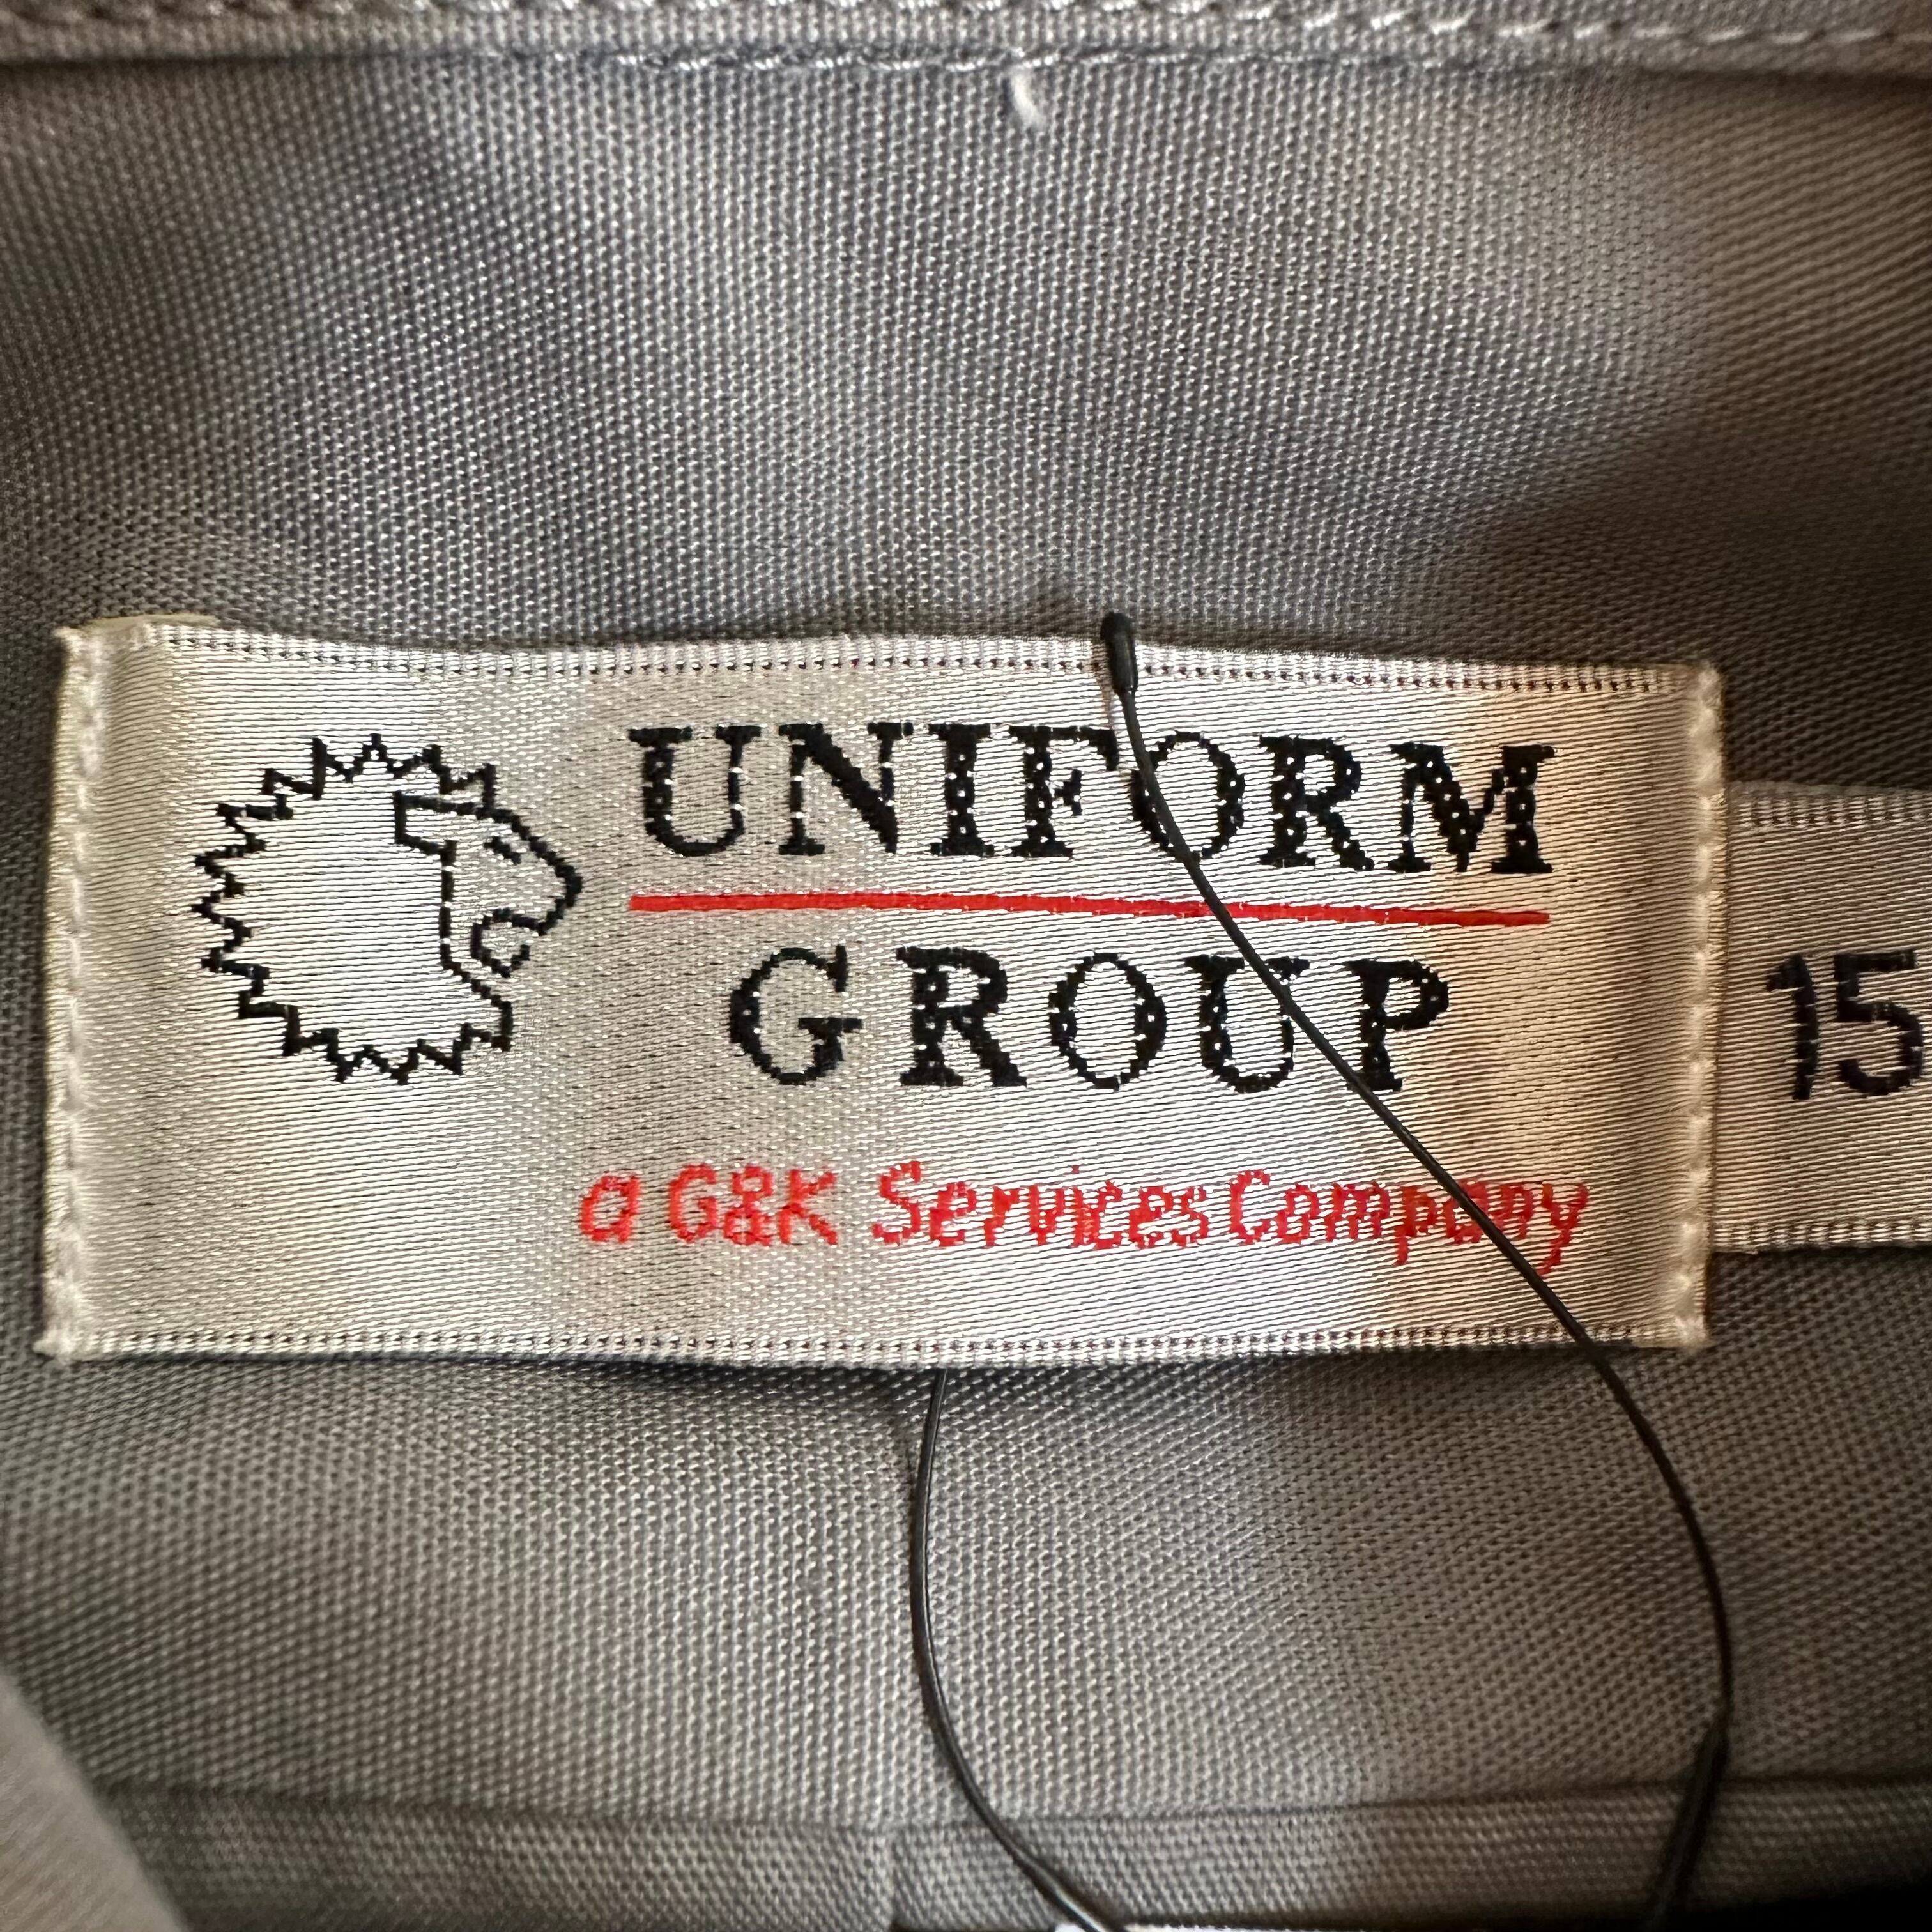 UNIFORM
GROUP
15
a G&K Services Company